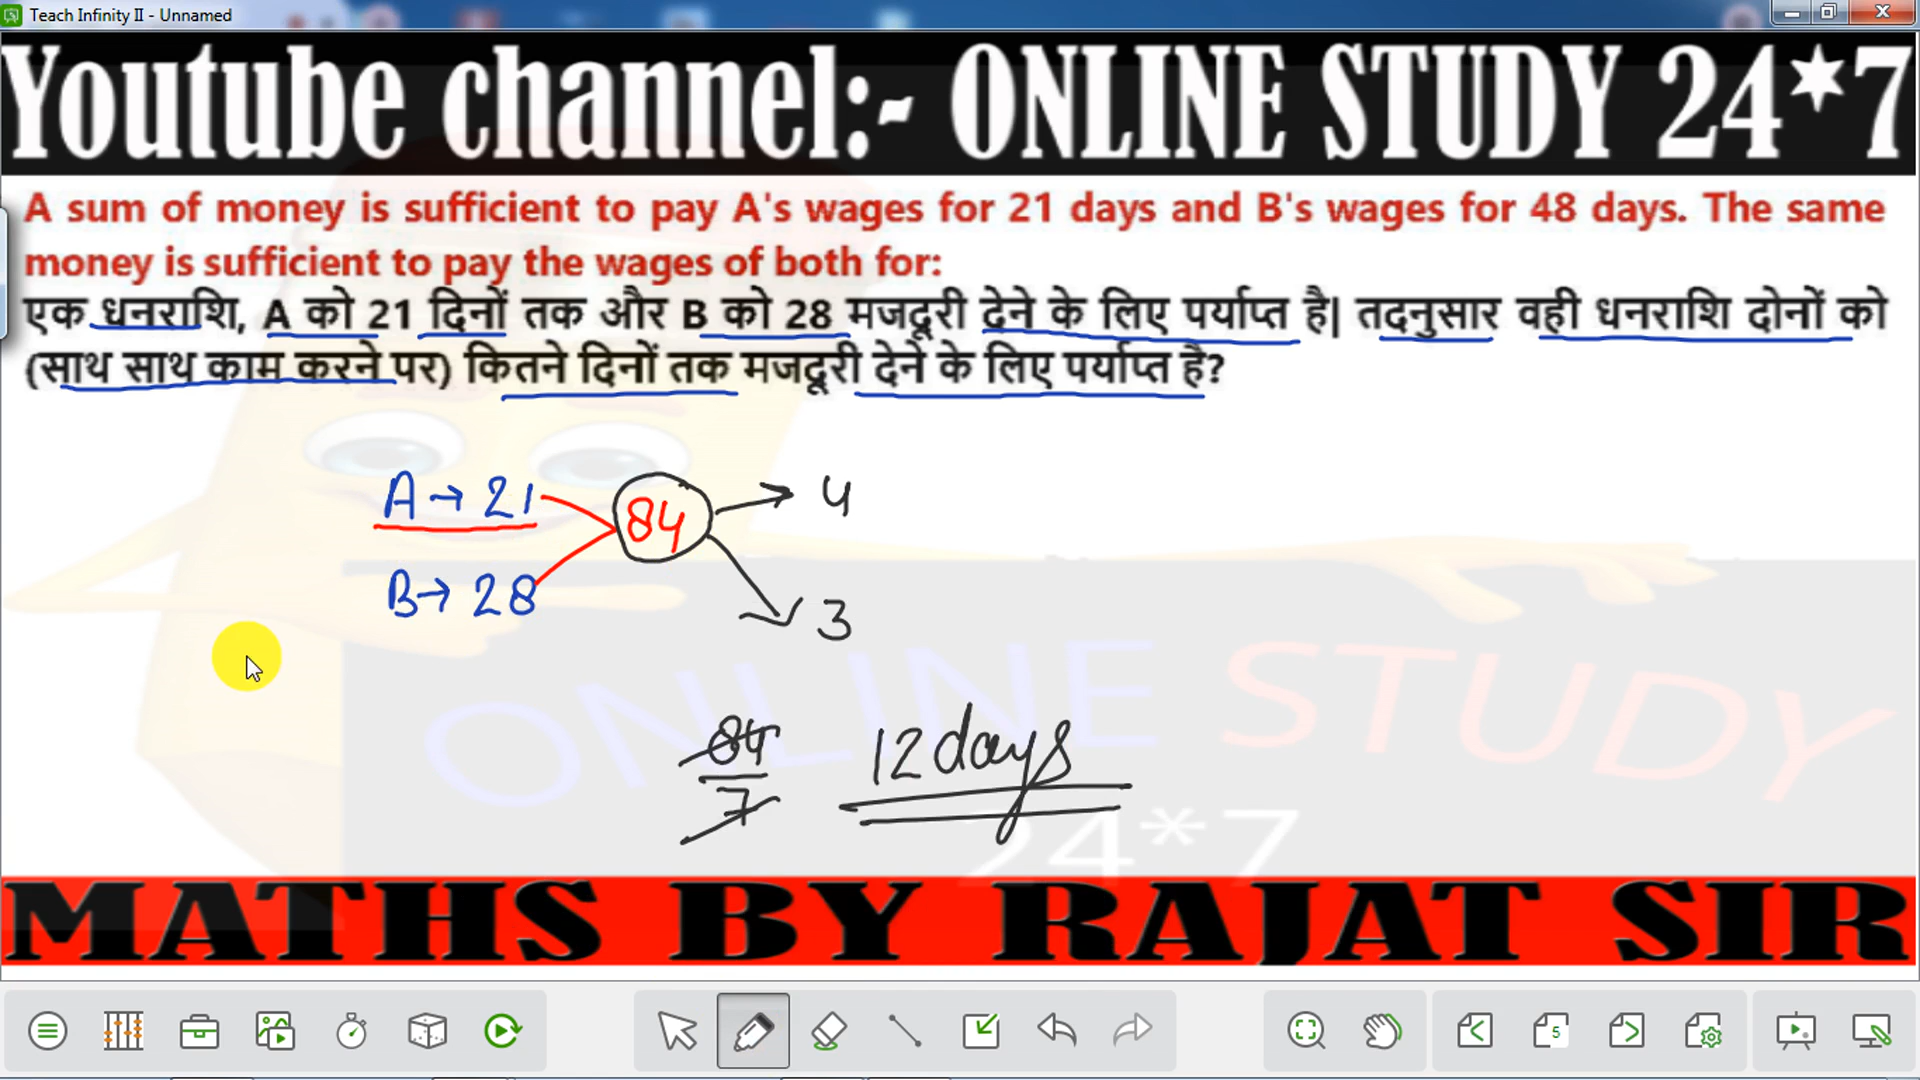 Teach Infinity II - Unnamed
Youtube channel:- ONLINE STUDY 24*7
A sum of money is sufficient to pay A's wages for 21 days and B's wages for 48 days. The same
money is sufficient to pay the wages of both for:
एक धनराशि, A को 21 दिनों तक और B को 28 मजदूरी देने के लिए पर्याप्त है| तदनुसार वही धनराशि दोनों को
(साथ साथ काम करने पर) कितने दिनों तक मजदूरी देने के लिए पर्याप्त है?
A → 21 84 → 4
B → 28 → 3
84
7
12 days
ONLINE STUDY
24*7
MATHS BY RAJAT SIR
5